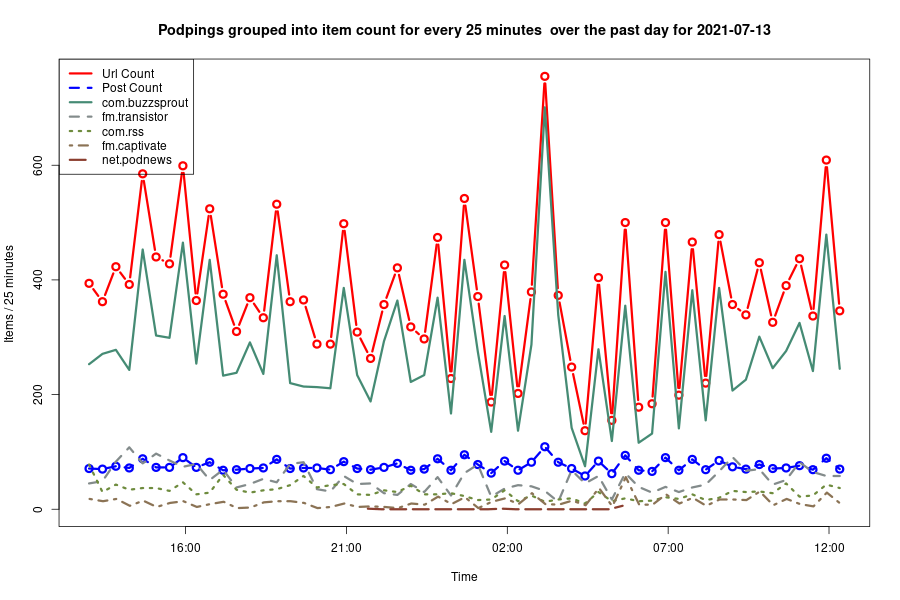 Podpings grouped into item count for every 25 minutes  over the past day for 2021-07-13
Url Count
Post Count
com.buzzsprout
fm.transistor
com.rss
fm.captivate
net.podnews
Items / 25 minutes
0
200
400
600
16:00
21:00
02:00
07:00
12:00
Time